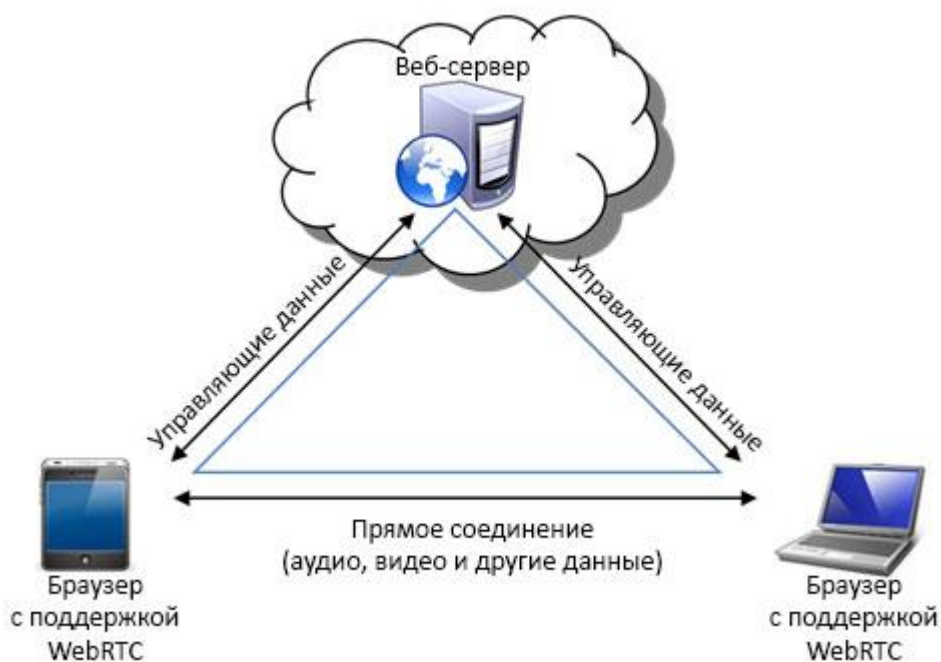 Веб-сервер
Управляющие данные
Управляющие данные
Прямое соединение
(аудио, видео и другие данные)
Браузер
с поддержкой
WebRTC
Браузер
с поддержкой
WebRTC